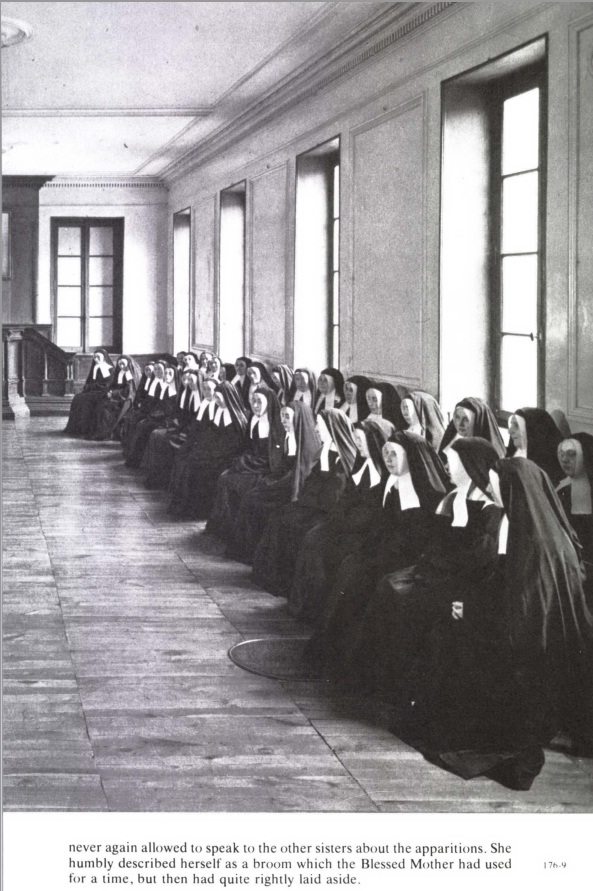 never again allowed to speak to the other sisters about the apparitions. She
humbly described herself as a broom which the Blessed Mother had used
for a time, but then had quite rightly laid aside.
176-9